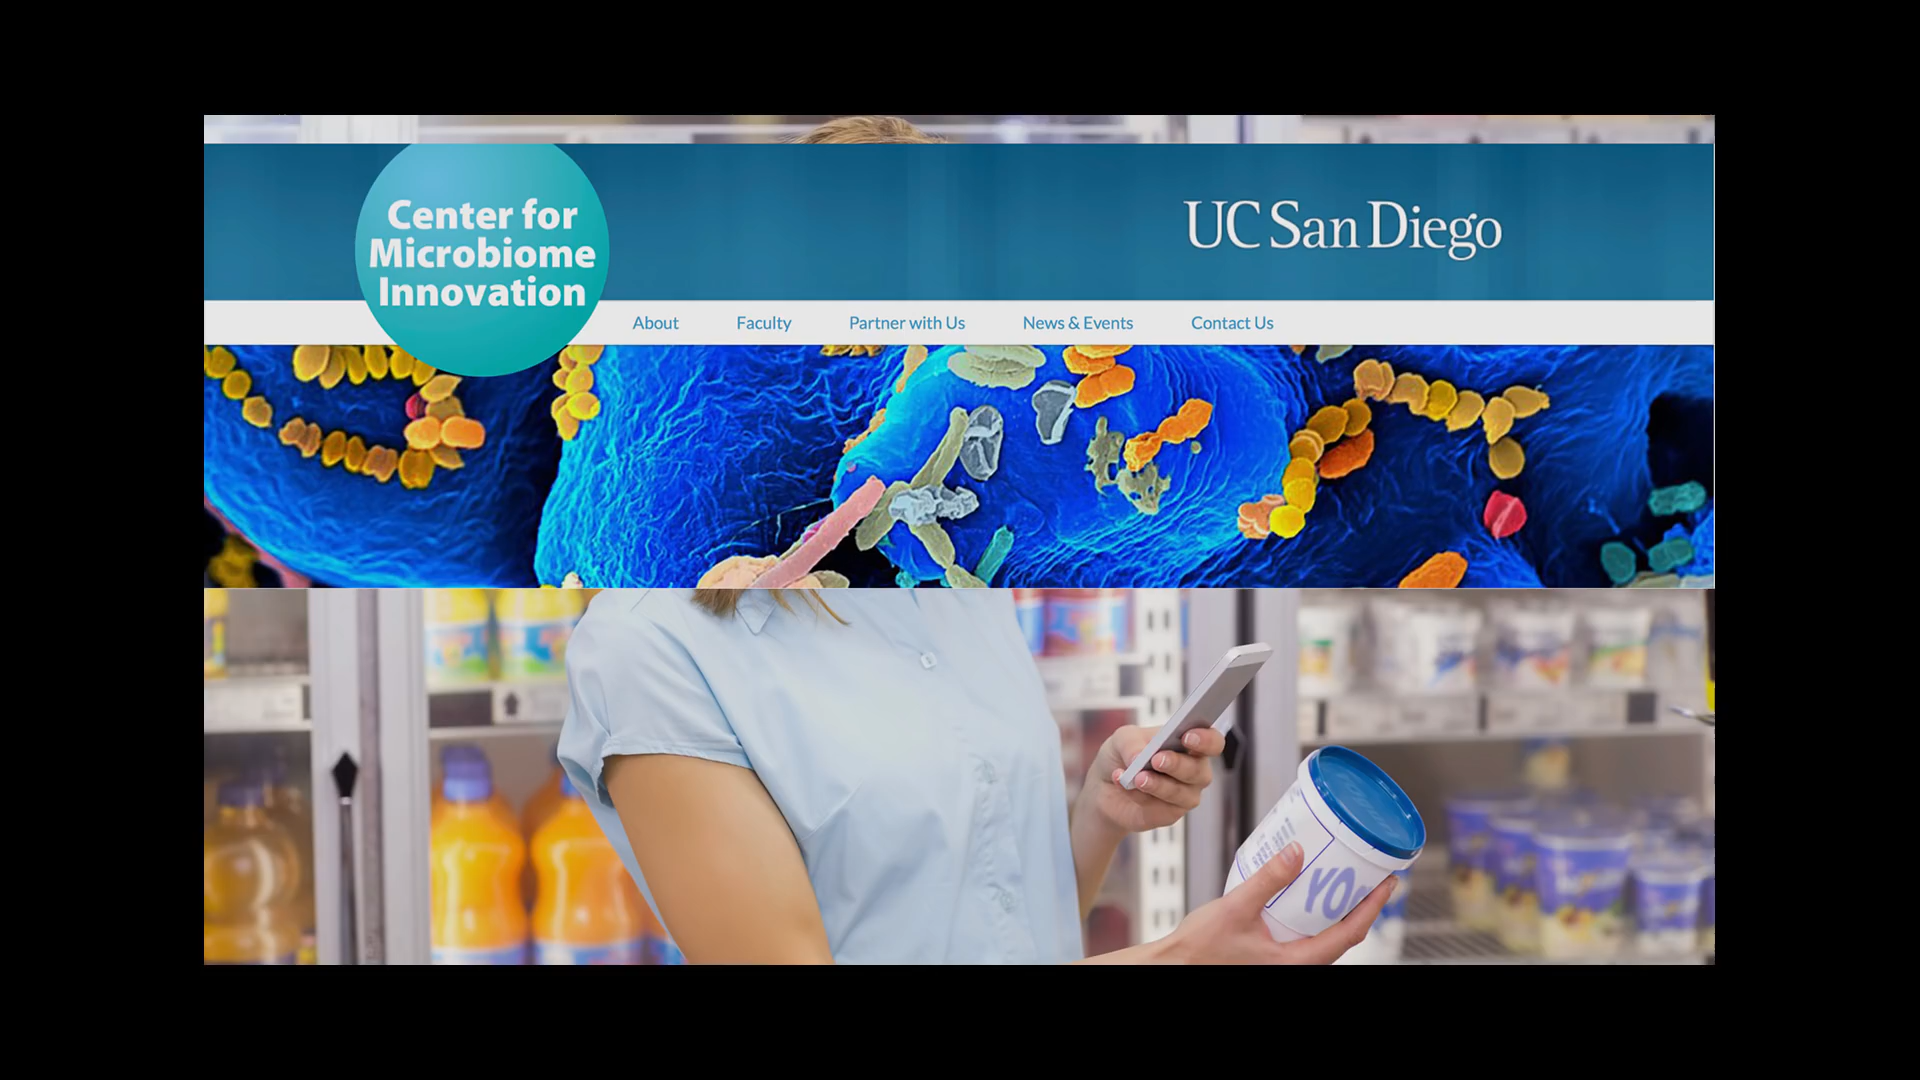 Center for
Microbiome
Innovation
UC San Diego
About
Faculty
Partner with Us
News & Events
Contact Us